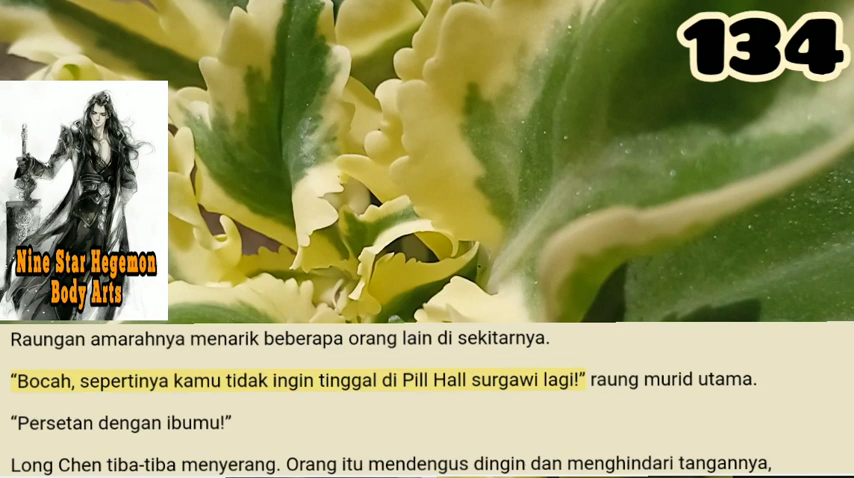 134
Nine Star Hegemon
Body Arts
Raungan amarahnya menarik beberapa orang lain di sekitarnya.
“Bocah, sepertinya kamu tidak ingin tinggal di Pill Hall surgawi lagi!” raung murid utama.
“Persetan dengan ibumu!”
Long Chen tiba-tiba menyerang. Orang itu mendengus dingin dan menghindari tangannya,